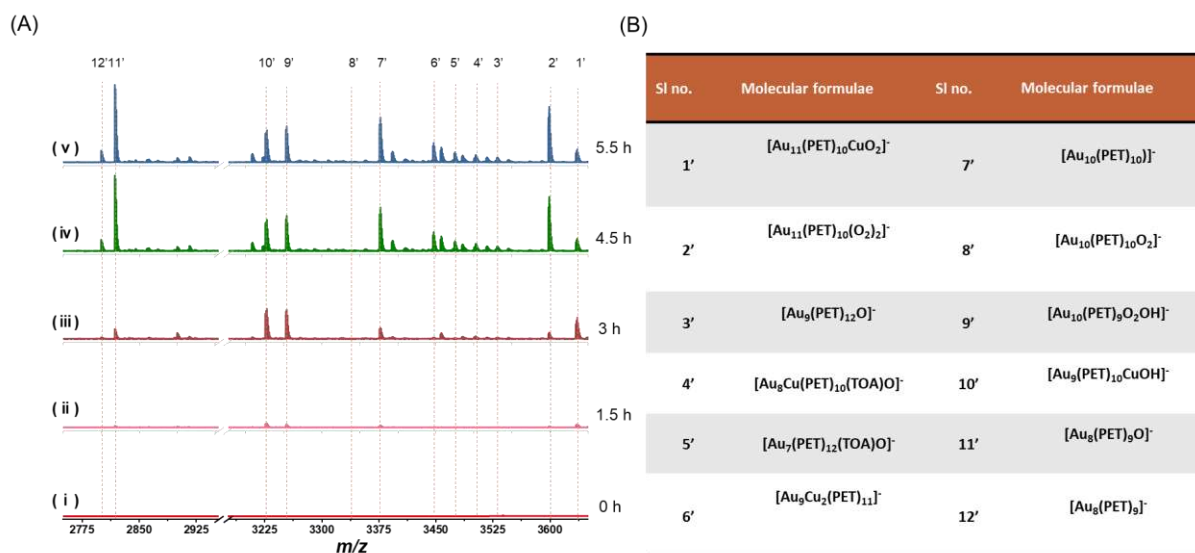 (A)
12' 11' 10' 9' 8' 7' 6' 5' 4' 3' 2' 1'
(v) 5.5 h
(iv) 4.5 h
(iii) 3 h
(ii) 1.5 h
(i) 0 h
2775 2850 2925 3225 3300 3375 3450 3525 3600
m/z
(B)
Sl no. Molecular formulae Sl no. Molecular formulae
1' [Au₁₁(PET)₁₀CuO₂]⁻ 7' [Au₁₀(PET)₁₀)]⁻
2' [Au₁₁(PET)₁₀(O₂)₂]⁻ 8' [Au₁₀(PET)₁₀O₂]⁻
3' [Au₉(PET)₁₂O]⁻ 9' [Au₁₀(PET)₉O₂OH]⁻
4' [Au₈Cu(PET)₁₀(TOA)O]⁻ 10' [Au₉(PET)₁₀CuOH]⁻
5' [Au₇(PET)₁₂(TOA)O]⁻ 11' [Au₈(PET)₉O]⁻
6' [Au₉Cu₂(PET)₁₁]⁻ 12' [Au₈(PET)₉]⁻